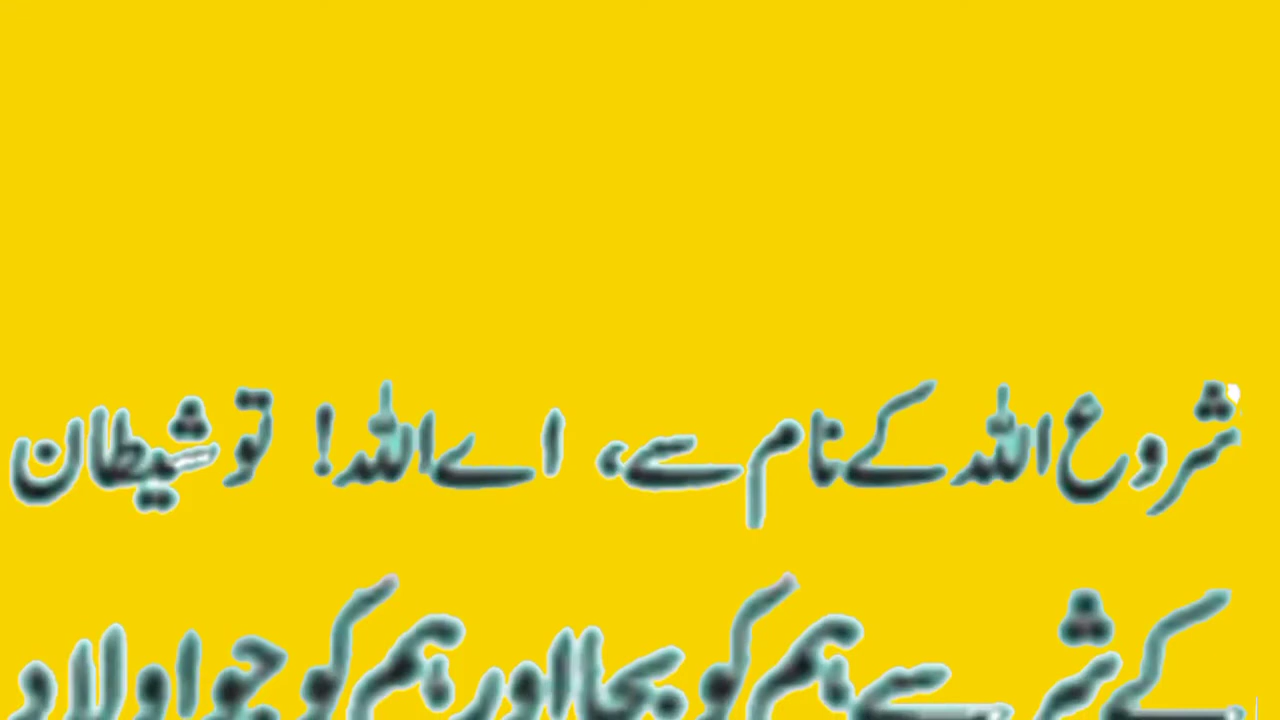 شروع اللہ کے نام سے، اے اللہ! تو شیطان
کے شر سے ہم کو بچا اور ہم کو جو اولاد